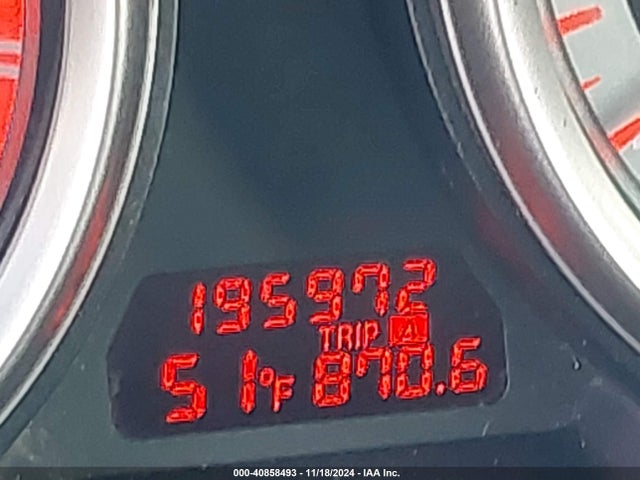 195972
TRIP A
51°F 870.6
000-40858493 - 11/18/2024 - IAA Inc.